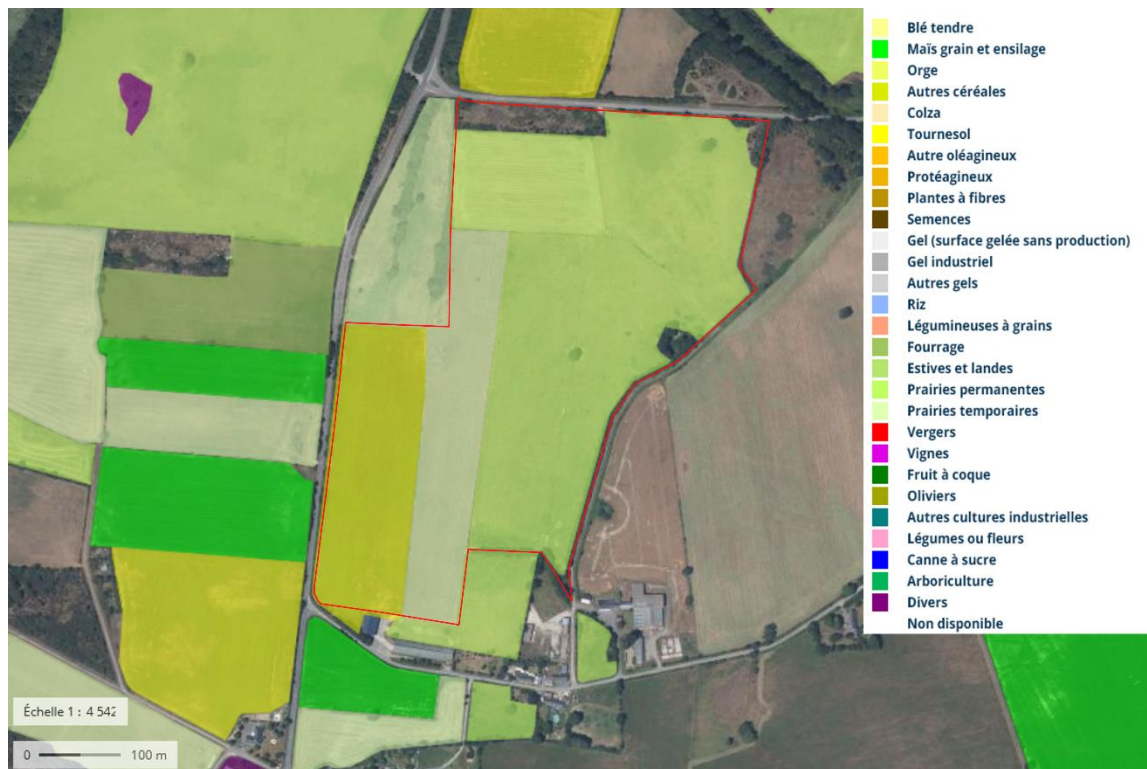 Blé tendre
Maïs grain et ensilage
Orge
Autres céréales
Colza
Tournesol
Autre oléagineux
Protéagineux
Plantes à fibres
Semences
Gel (surface gelée sans production)
Gel industriel
Autres gels
Riz
Légumineuses à grains
Fourrage
Estives et landes
Prairies permanentes
Prairies temporaires
Vergers
Vignes
Fruit à coque
Oliviers
Autres cultures industrielles
Légumes ou fleurs
Canne à sucre
Arboriculture
Divers
Non disponible
Échelle 1 : 4 542
0 100 m